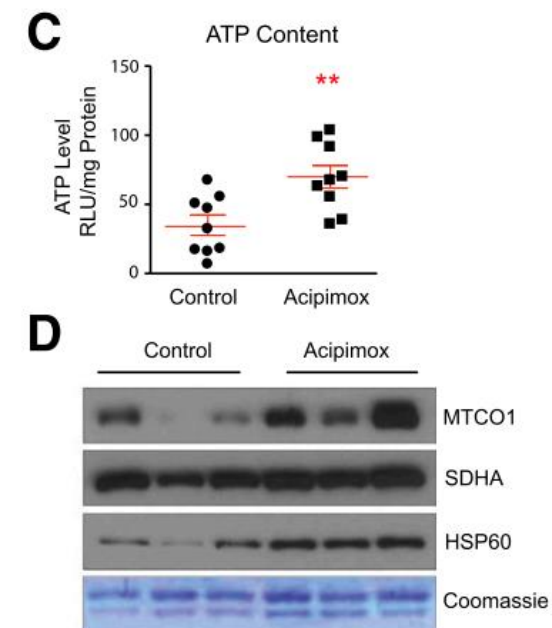 C
ATP Content
ATP Level
RLU/mg Protein
150
100
50
0
**
Control
Acipimox
D
Control
Acipimox
MTCO1
SDHA
HSP60
Coomassie